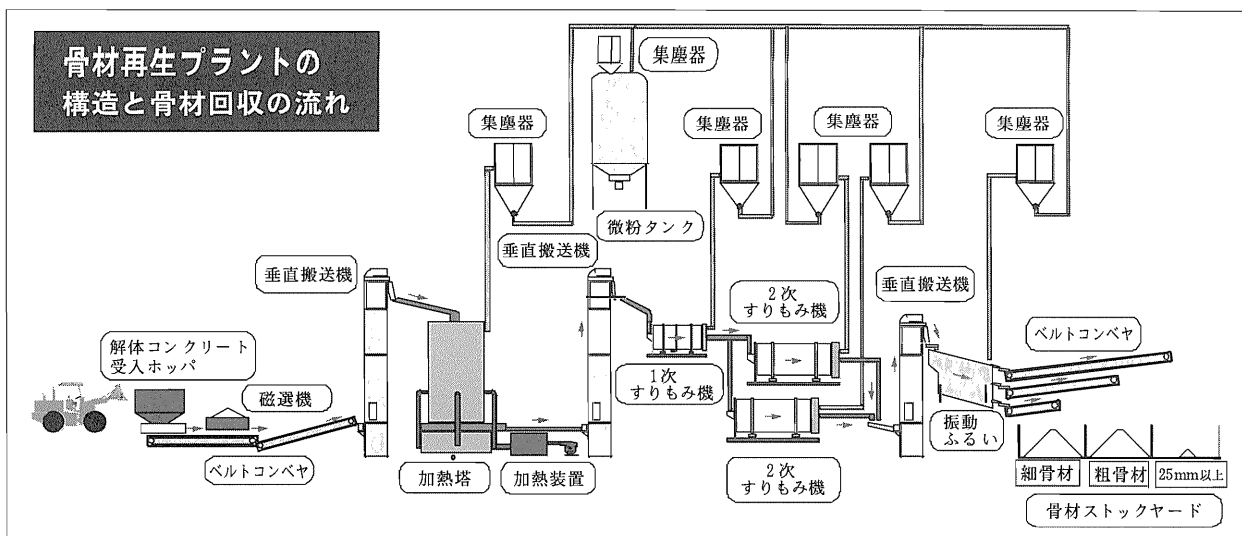 骨材再生プラントの
構造と骨材回収の流れ
集塵器
集塵器
集塵器
集塵器
集塵器
微粉タンク
垂直搬送機
垂直搬送機
垂直搬送機
2次
すりもみ機
ベルトコンベヤ
解体コンクリート
受入ホッパ
磁選機
1次
すりもみ機
振動
ふるい
ベルトコンベヤ
加熱塔
加熱装置
2次
すりもみ機
細骨材
粗骨材
25mm以上
骨材ストックヤード